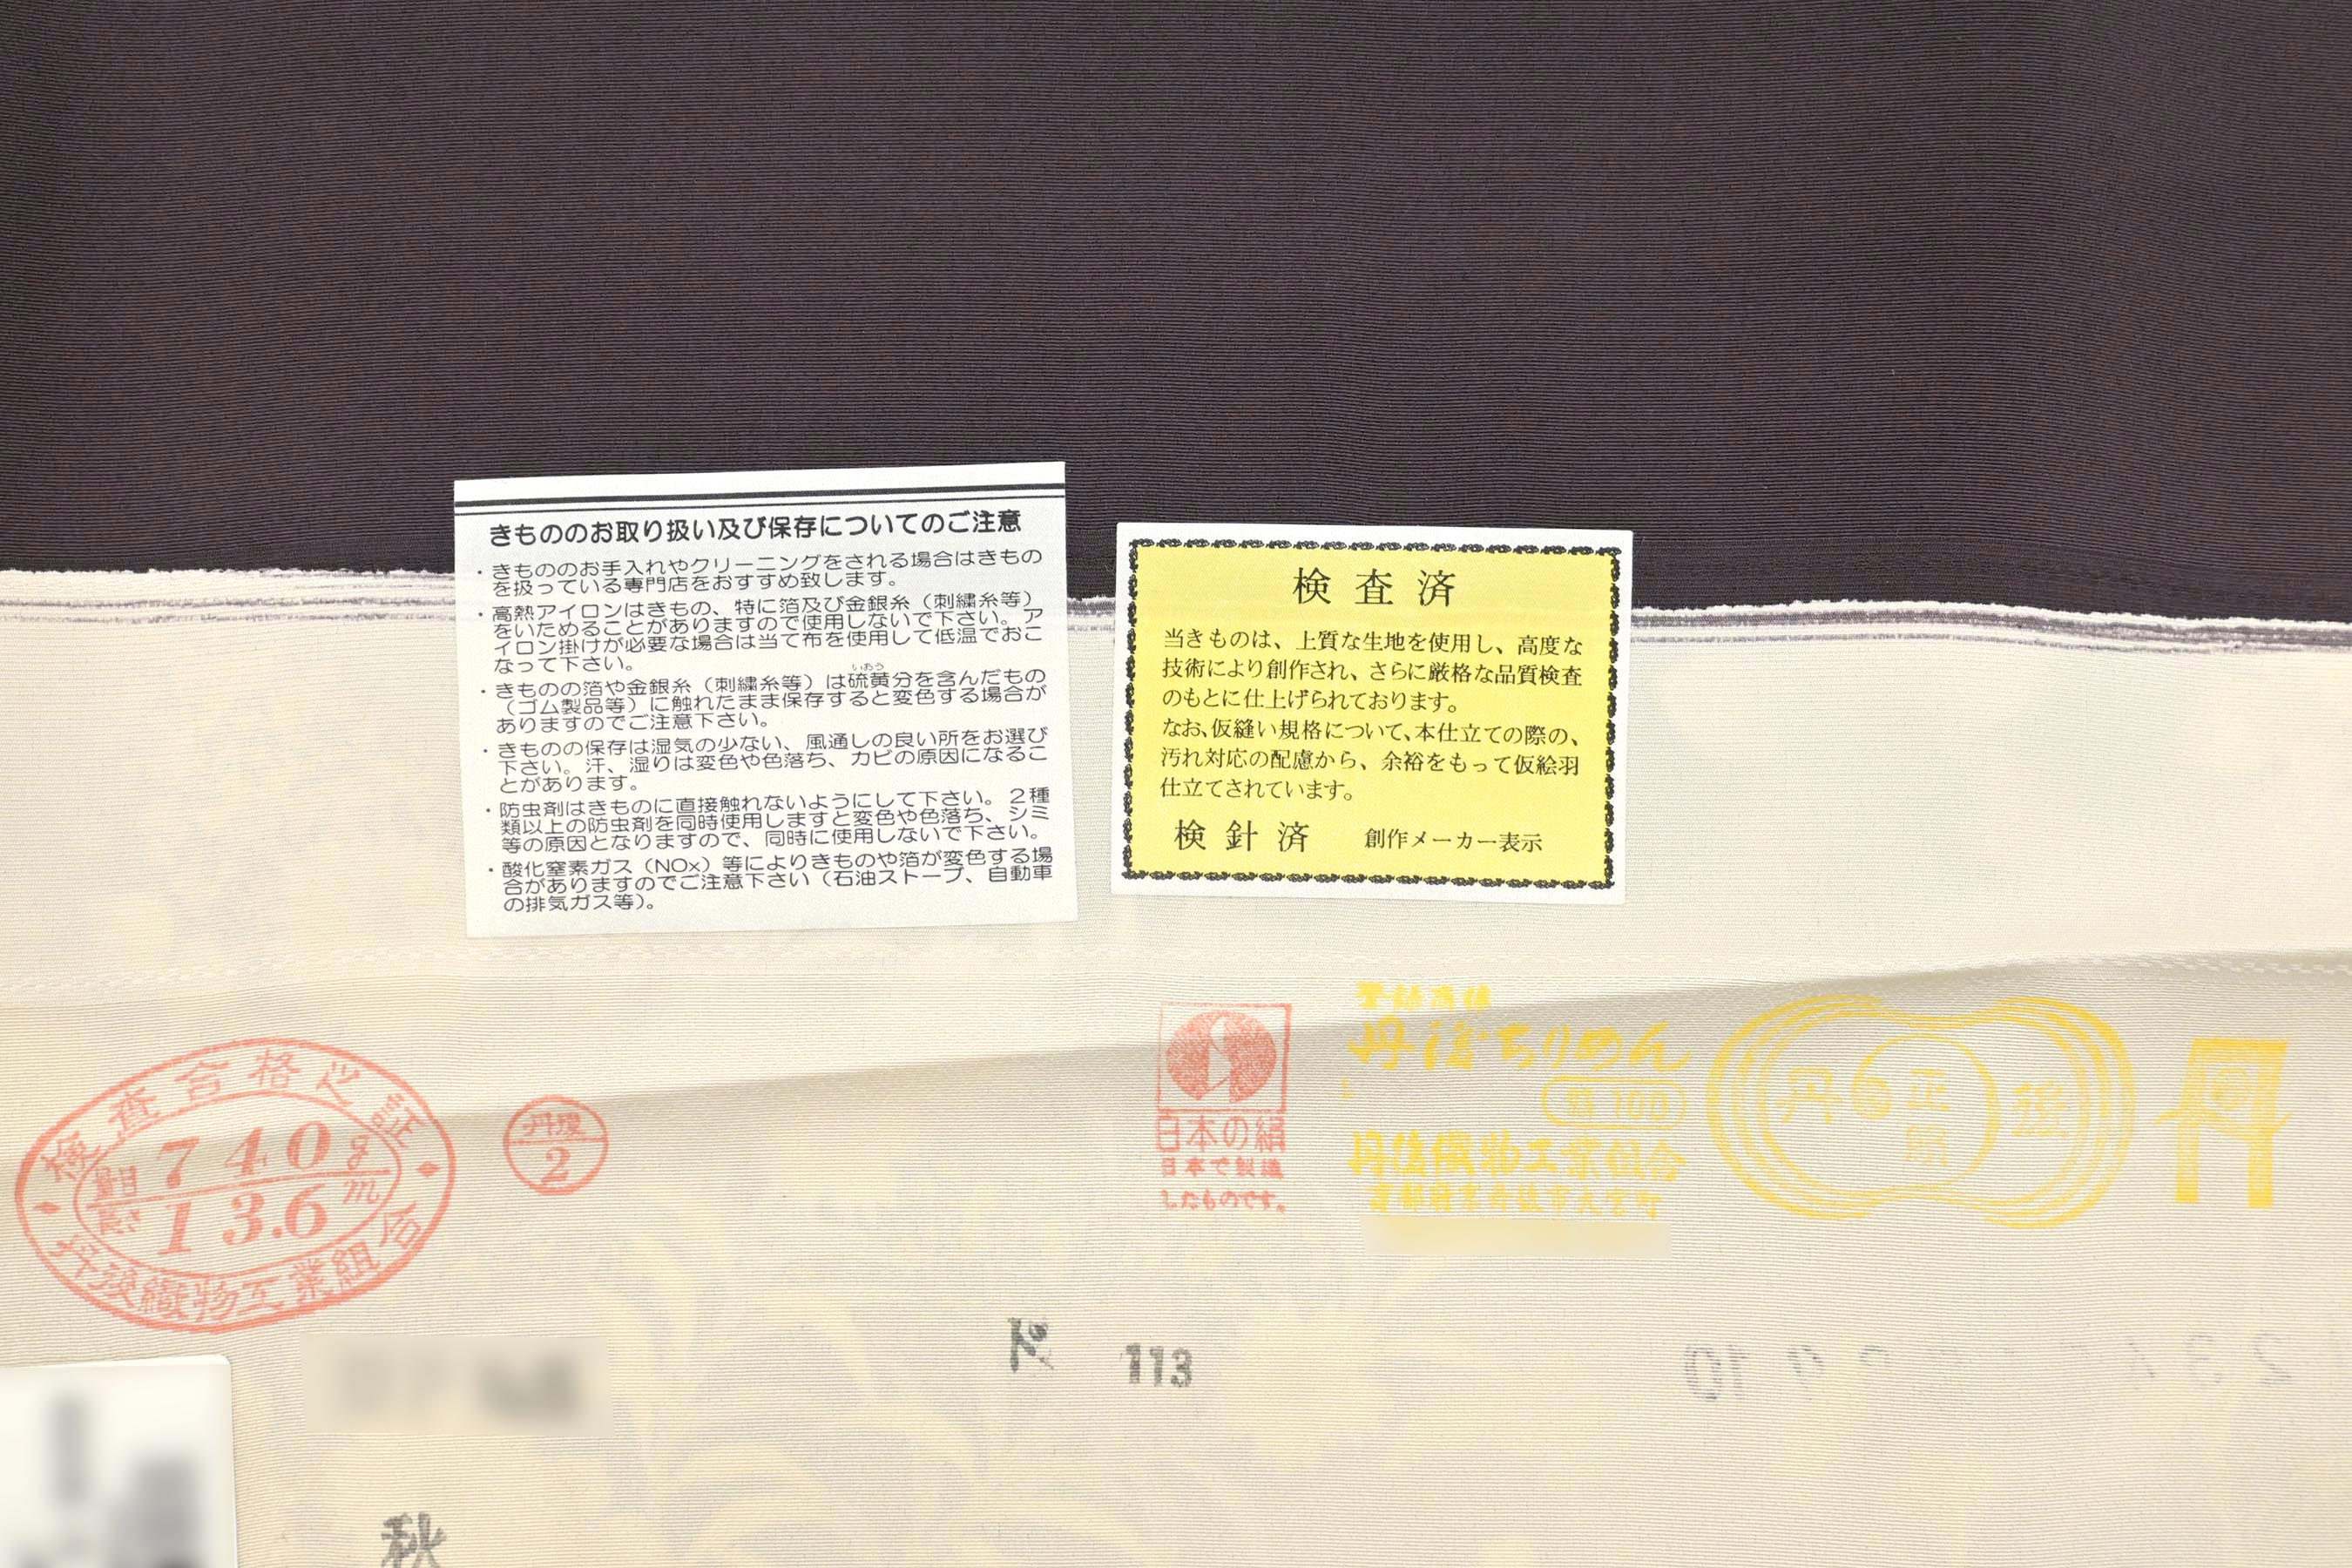 きもののお取り扱い及び保存についてのご注意
・きもののお手入れやクリーニングをされる場合はきもの
を扱っている専門店をおすすめ致します。
・高熱アイロンはきもの、特に箔及び金銀糸（刺繍糸等）
をいためることがありますので使用しないで下さい。ア
イロン掛けが必要な場合は当て布を使用して低温でおこ
なって下さい。
いおう
・きものの箔や金銀糸（刺繍糸等）は硫黄分を含んだもの
（ゴム製品等）に触れたまま保存すると変色する場合が
ありますのでご注意下さい。
・きものの保存は湿気の少ない、風通しの良い所をお選び
下さい。汗、湿りは変色や色落ち、カビの原因になるこ
とがあります。
・防虫剤はきものに直接触れないようにして下さい。２種
類以上の防虫剤を同時使用しますと変色や色落ち、シミ
等の原因となりますので、同時に使用しないで下さい。
・酸化窒素ガス（NOx）等によりきものや箔が変色する場
合がありますのでご注意下さい（石油ストーブ、自動車
の排気ガス等）。
検査済
当きものは、上質な生地を使用し、高度な
技術により創作され、さらに厳格な品質検査
のもとに仕上げられております。
なお、仮縫い規格について、本仕立ての際の、
汚れ対応の配慮から、余裕をもって仮絵羽
仕立てされています。
検針済 創作メーカー表示
検査合格之証
量目 740g
長さ 13.6m
丹後織物工業組合
丹後
2
日本の絹
日本で製造
したものです。
登録商標
丹後ちりめん
絹100
丹後織物工業組合
京都府京丹後市大宮町
丹 正 後
113
秋